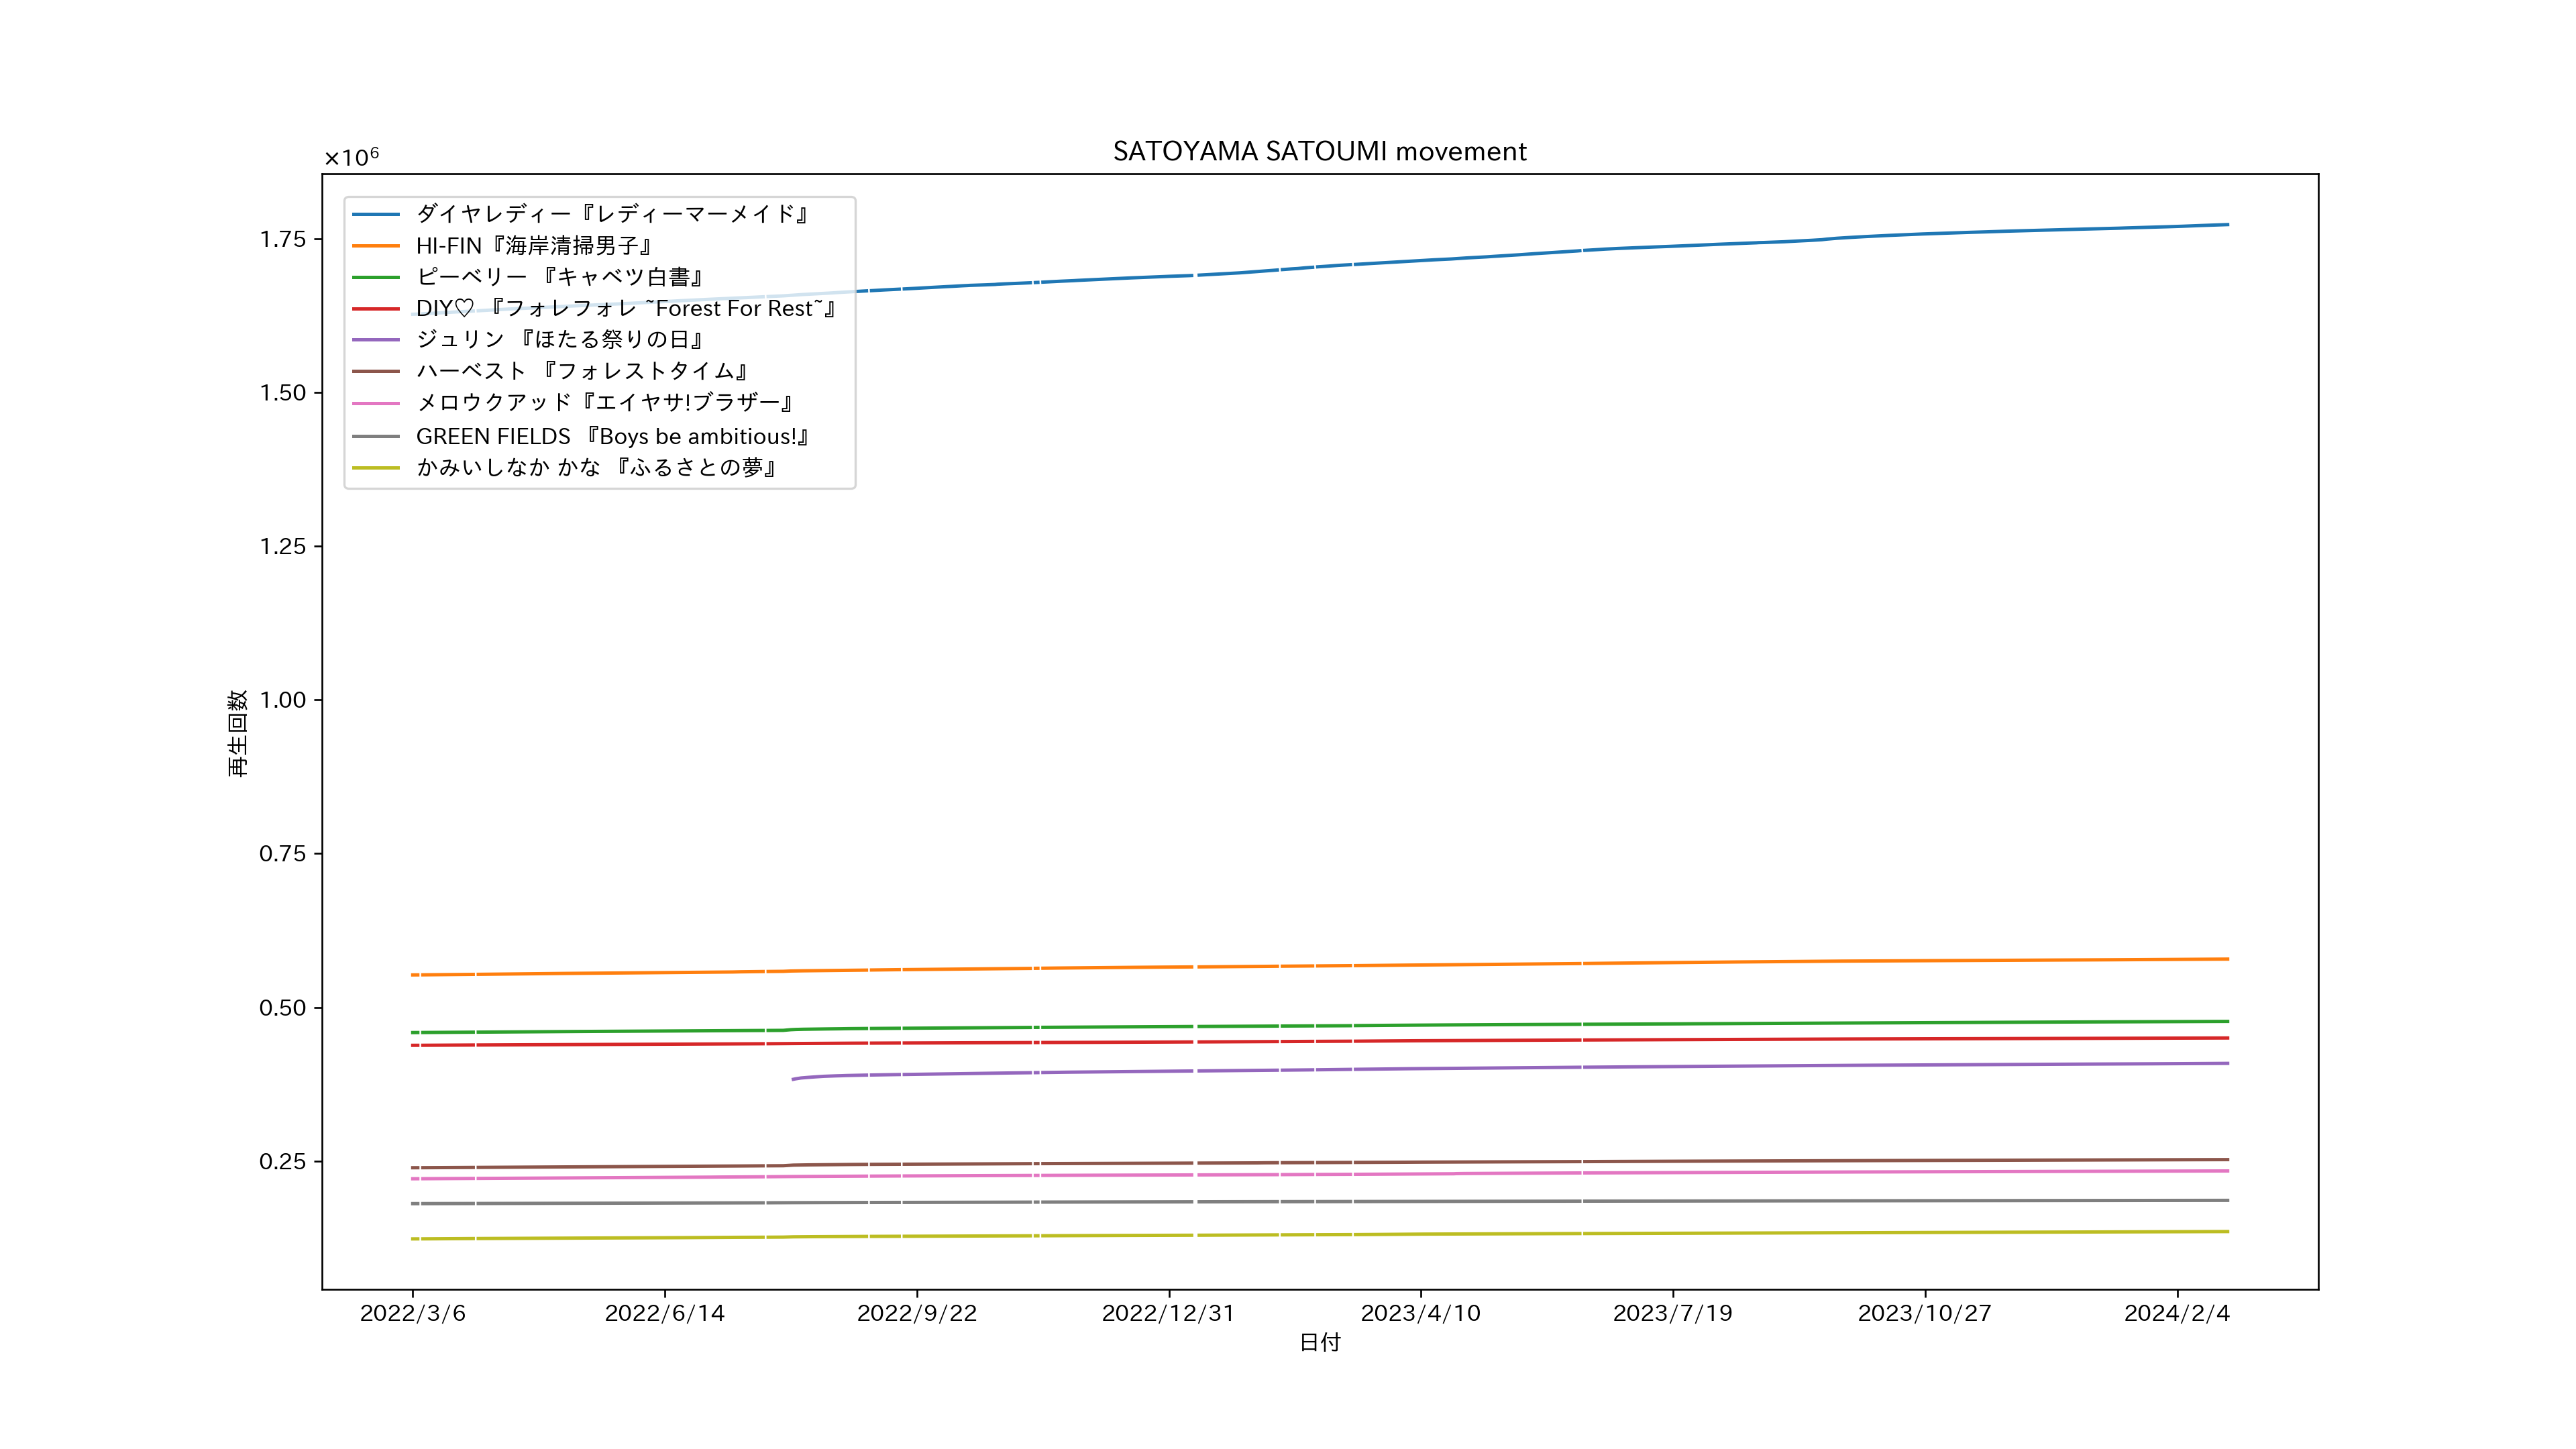 SATOYAMA SATOUMI movement
×10⁶
1.75
1.50
1.25
1.00
0.75
0.50
0.25
再生回数
ダイヤレディー『レディーマーメイド』
HI-FIN『海岸清掃男子』
ピーベリー 『キャベツ白書』
DIY♡ 『フォレフォレ ~Forest For Rest~』
ジュリン 『ほたる祭りの日』
ハーベスト 『フォレストタイム』
メロウクアッド『エイヤサ!ブラザー』
GREEN FIELDS 『Boys be ambitious!』
かみいしなか かな 『ふるさとの夢』
2022/3/6
2022/6/14
2022/9/22
2022/12/31
2023/4/10
2023/7/19
2023/10/27
2024/2/4
日付